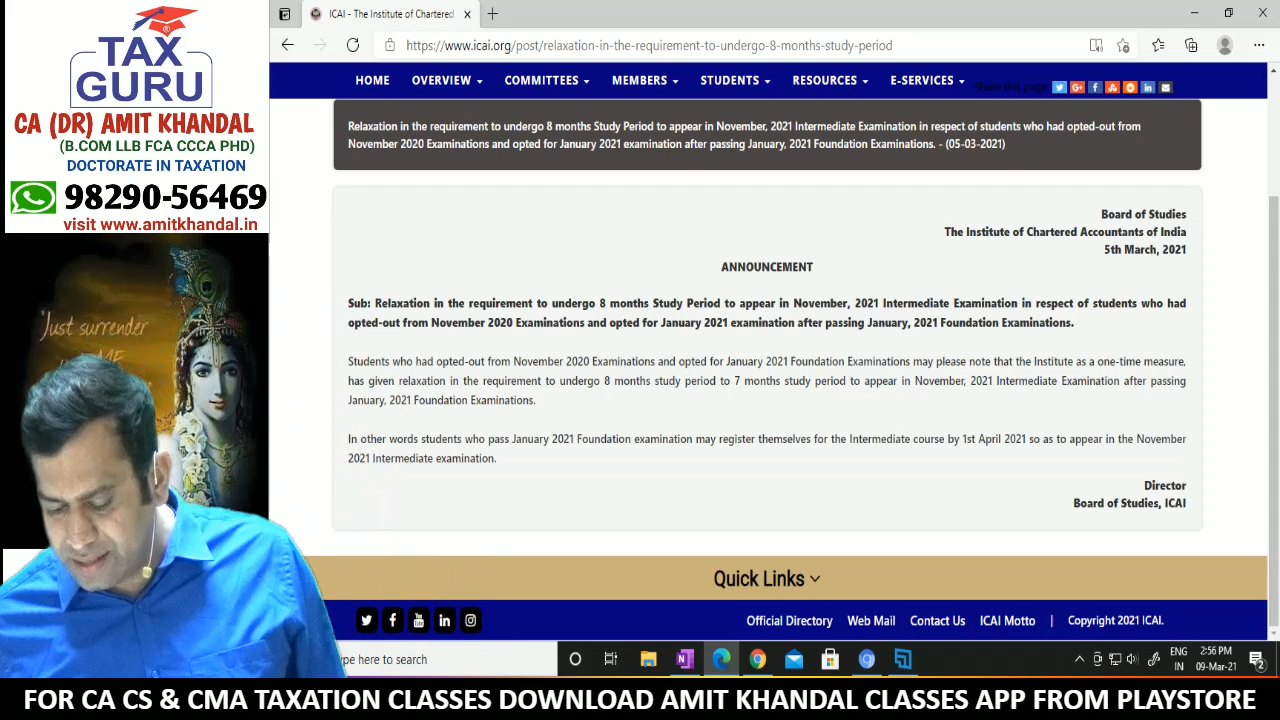 TAX
GURU
CA (DR) AMIT KHANDAL
(B.COM LLB FCA CCCA PHD)
DOCTORATE IN TAXATION
98290-56469
visit www.amitkhandal.in
Just surrender
ICAI - The Institute of Chartered
https://www.icai.org/post/relaxation-in-the-requirement-to-undergo-8-months-study-period
HOME OVERVIEW COMMITTEES MEMBERS STUDENTS RESOURCES E-SERVICES
Share this page:
Relaxation in the requirement to undergo 8 months Study Period to appear in November, 2021 Intermediate Examination in respect of students who had opted-out from
November 2020 Examinations and opted for January 2021 examination after passing January, 2021 Foundation Examinations. - (05-03-2021)
Board of Studies
The Institute of Chartered Accountants of India
5th March, 2021
ANNOUNCEMENT
Sub: Relaxation in the requirement to undergo 8 months Study Period to appear in November, 2021 Intermediate Examination in respect of students who had
opted-out from November 2020 Examinations and opted for January 2021 examination after passing January, 2021 Foundation Examinations.
Students who had opted-out from November 2020 Examinations and opted for January 2021 Foundation Examinations may please note that the Institute as a one-time measure,
has given relaxation in the requirement to undergo 8 months study period to 7 months study period to appear in November, 2021 Intermediate Examination after passing
January, 2021 Foundation Examinations.
In other words students who pass January 2021 Foundation examination may register themselves for the Intermediate course by 1st April 2021 so as to appear in the November
2021 Intermediate examination.
Director
Board of Studies, ICAI
Quick Links
Official Directory Web Mail Contact Us ICAI Motto | Copyright 2021 ICAI.
ype here to search
ENG
IN
2:56 PM
09-Mar-21
2
FOR CA CS & CMA TAXATION CLASSES DOWNLOAD AMIT KHANDAL CLASSES APP FROM PLAYSTORE